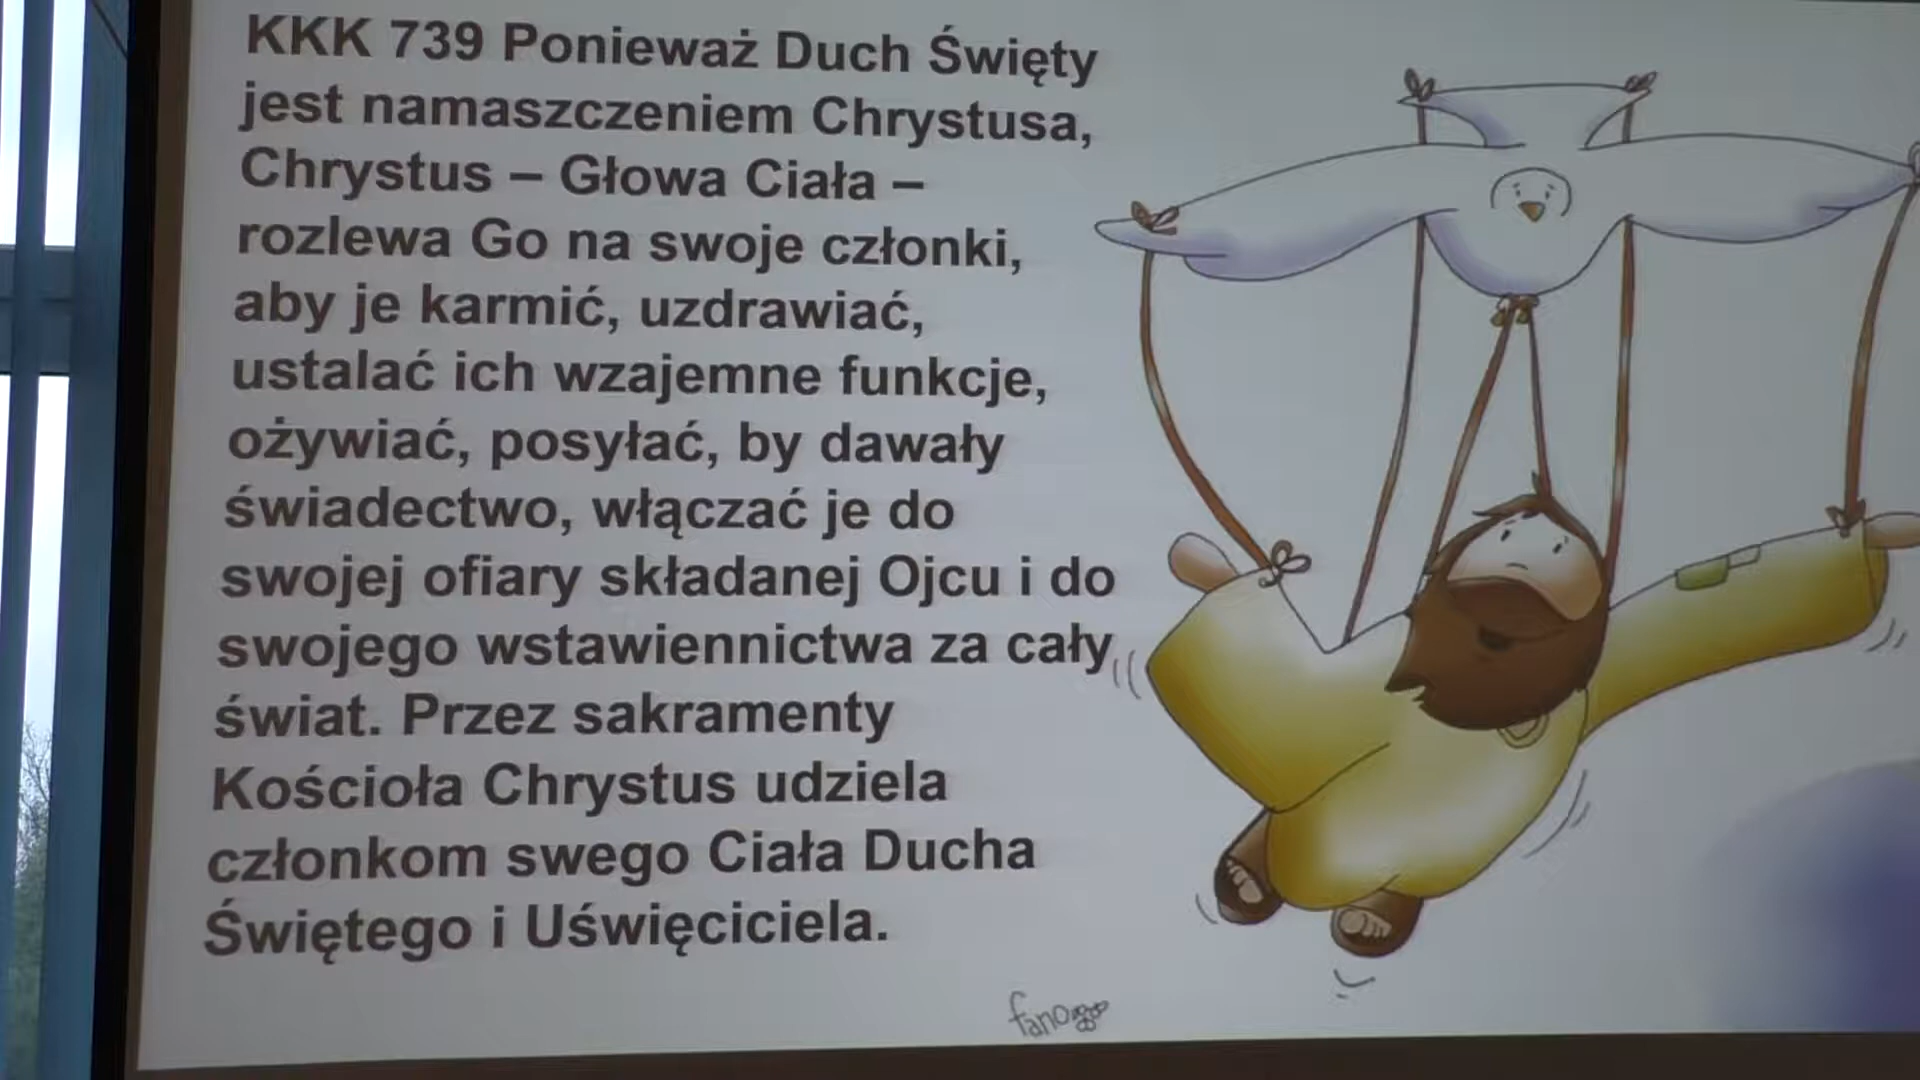 KKK 739 Ponieważ Duch Święty
jest namaszczeniem Chrystusa,
Chrystus – Głowa Ciała –
rozlewa Go na swoje członki,
aby je karmić, uzdrawiać,
ustalać ich wzajemne funkcje,
ożywiać, posyłać, by dawały
świadectwo, włączać je do
swojej ofiary składanej Ojcu i do
swojego wstawiennictwa za cały
świat. Przez sakramenty
Kościoła Chrystus udziela
członkom swego Ciała Ducha
Świętego i Uświęciciela.
fano